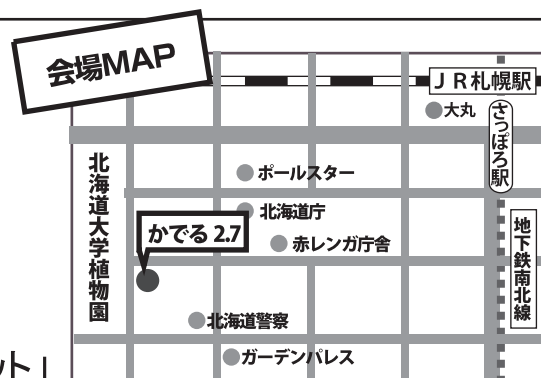 会場MAP
JR札幌駅
大丸
さっぽろ駅
ポールスター
北海道庁
かでる 2.7
赤レンガ庁舎
北海道大学植物園
地下鉄南北線
北海道警察
ガーデンパレス
ット」